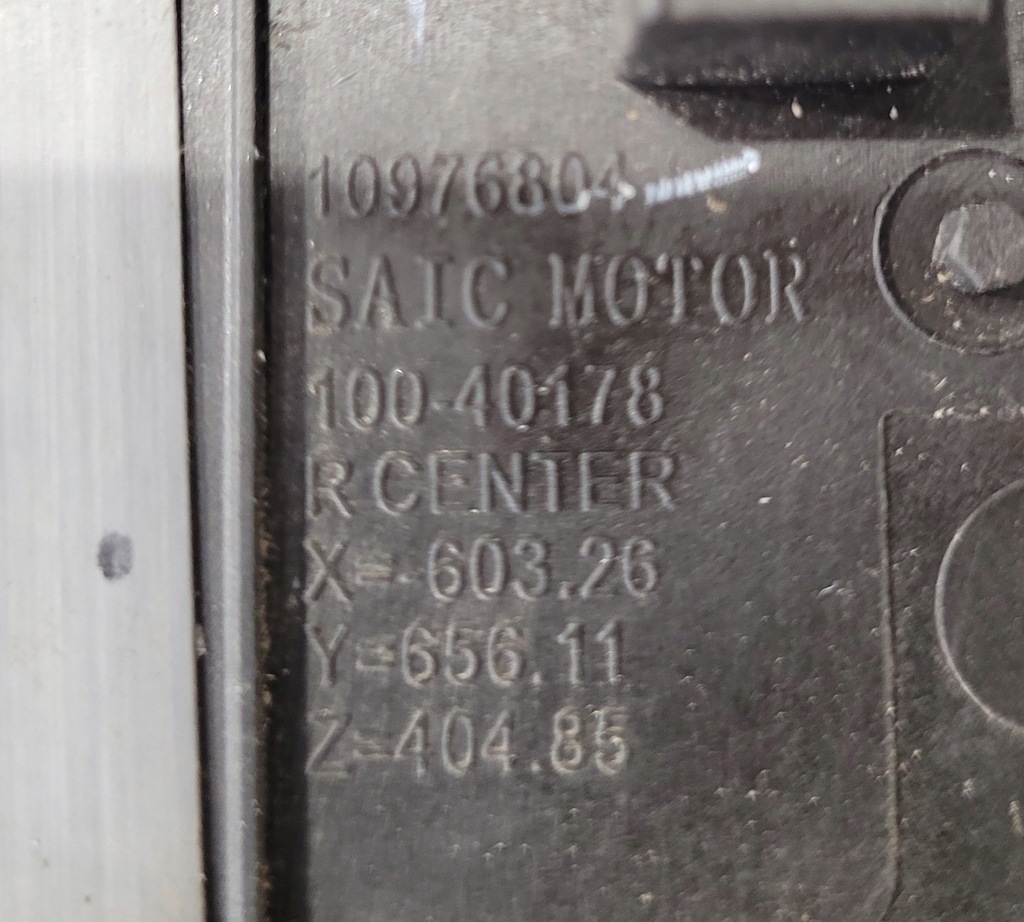 10976804
SAIC MOTOR
100-40178
R CENTER
X=-603.26
Y=656.11
Z=404.85